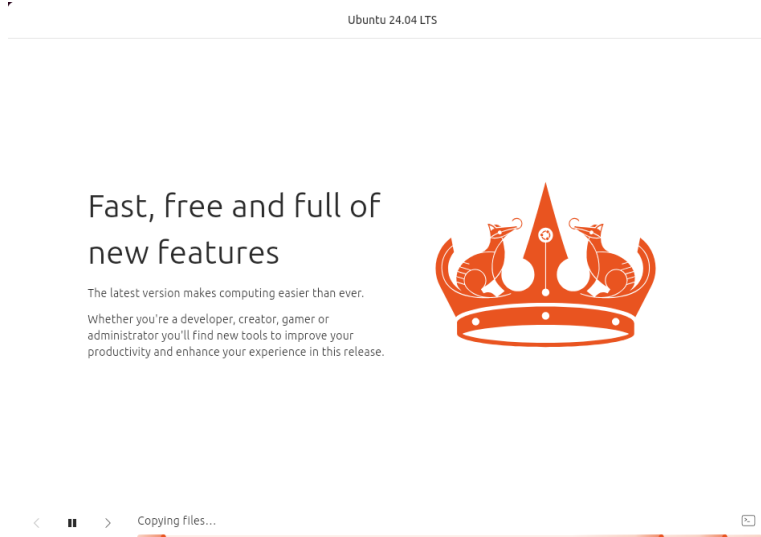 Ubuntu 24.04 LTS
Fast, free and full of
new features
The latest version makes computing easier than ever.
Whether you're a developer, creator, gamer or
administrator you'll find new tools to improve your
productivity and enhance your experience in this release.
Copying files...